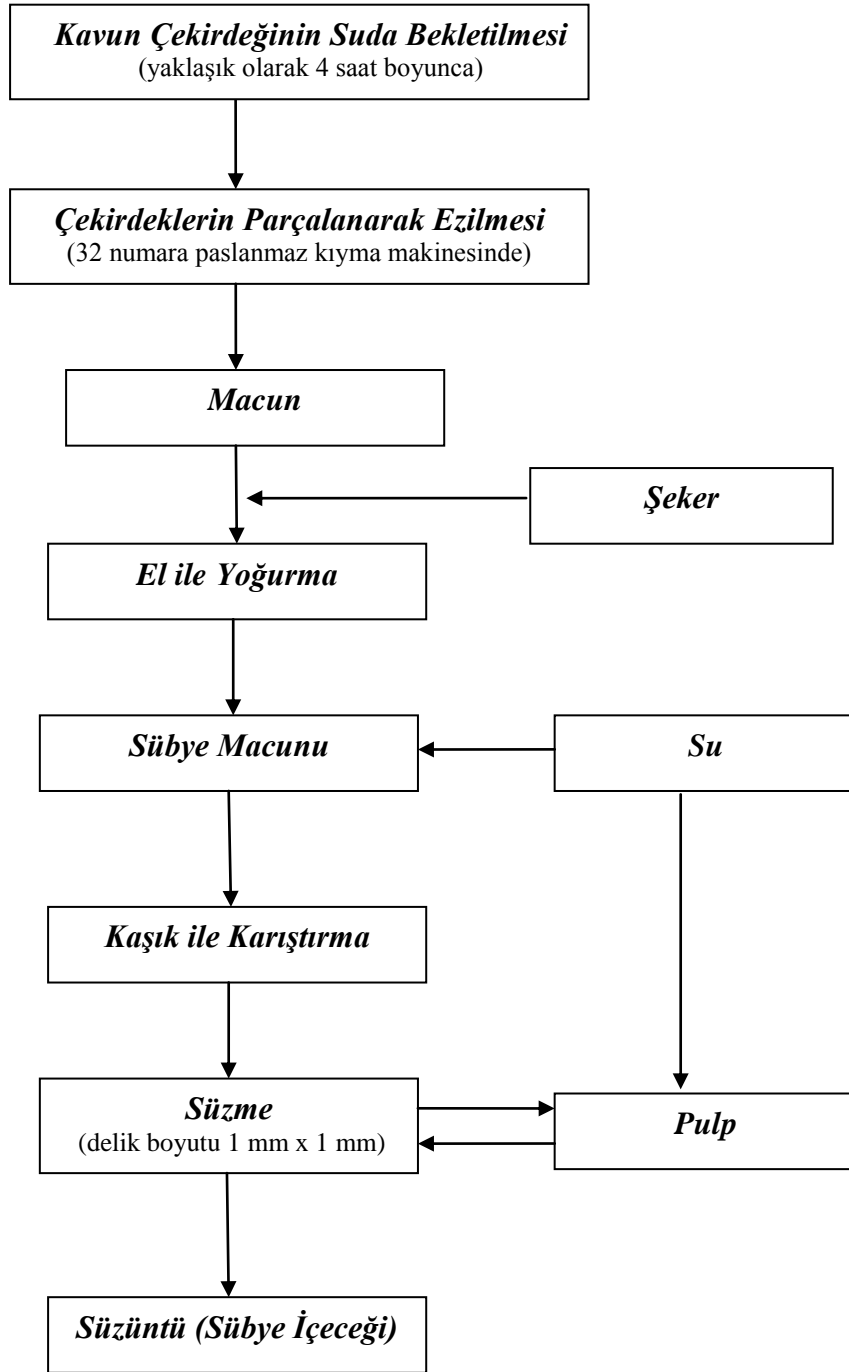 Kavun Çekirdeğinin Suda Bekletilmesi
(yaklaşık olarak 4 saat boyunca)
Çekirdeklerin Parçalanarak Ezilmesi
(32 numara paslanmaz kıyma makinesinde)
Macun
Şeker
El ile Yoğurma
Sübye Macunu
Su
Kaşık ile Karıştırma
Süzme
(delik boyutu 1 mm x 1 mm)
Pulp
Süzüntü (Sübye İçeceği)